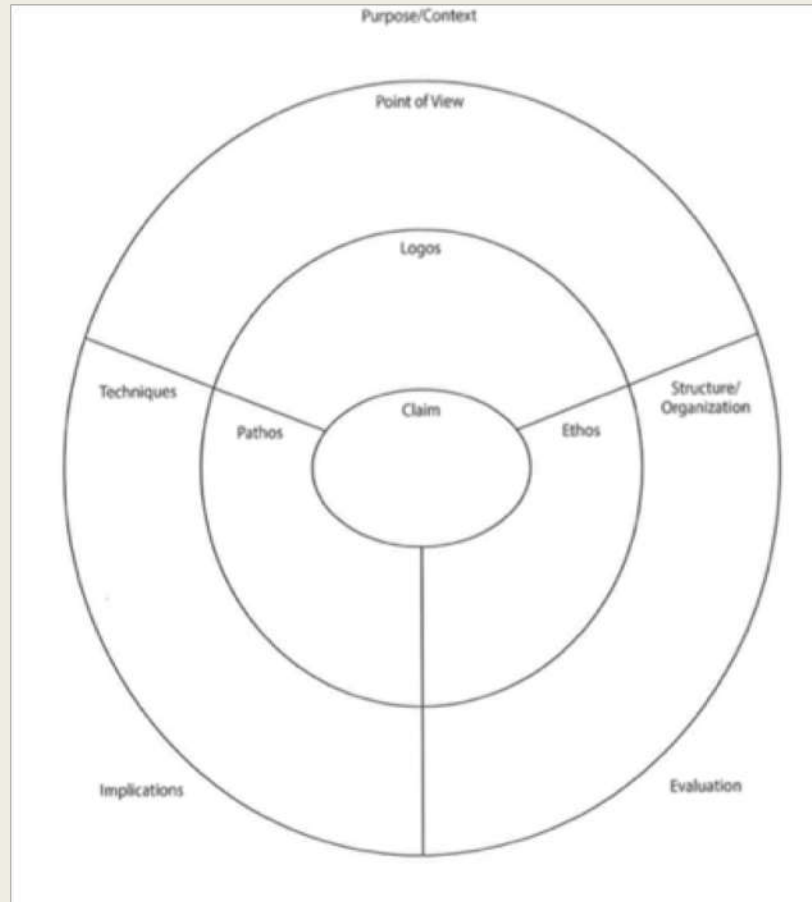 Purpose/Context
Point of View
Logos
Techniques
Structure/
Organization
Claim
Pathos
Ethos
Implications
Evaluation